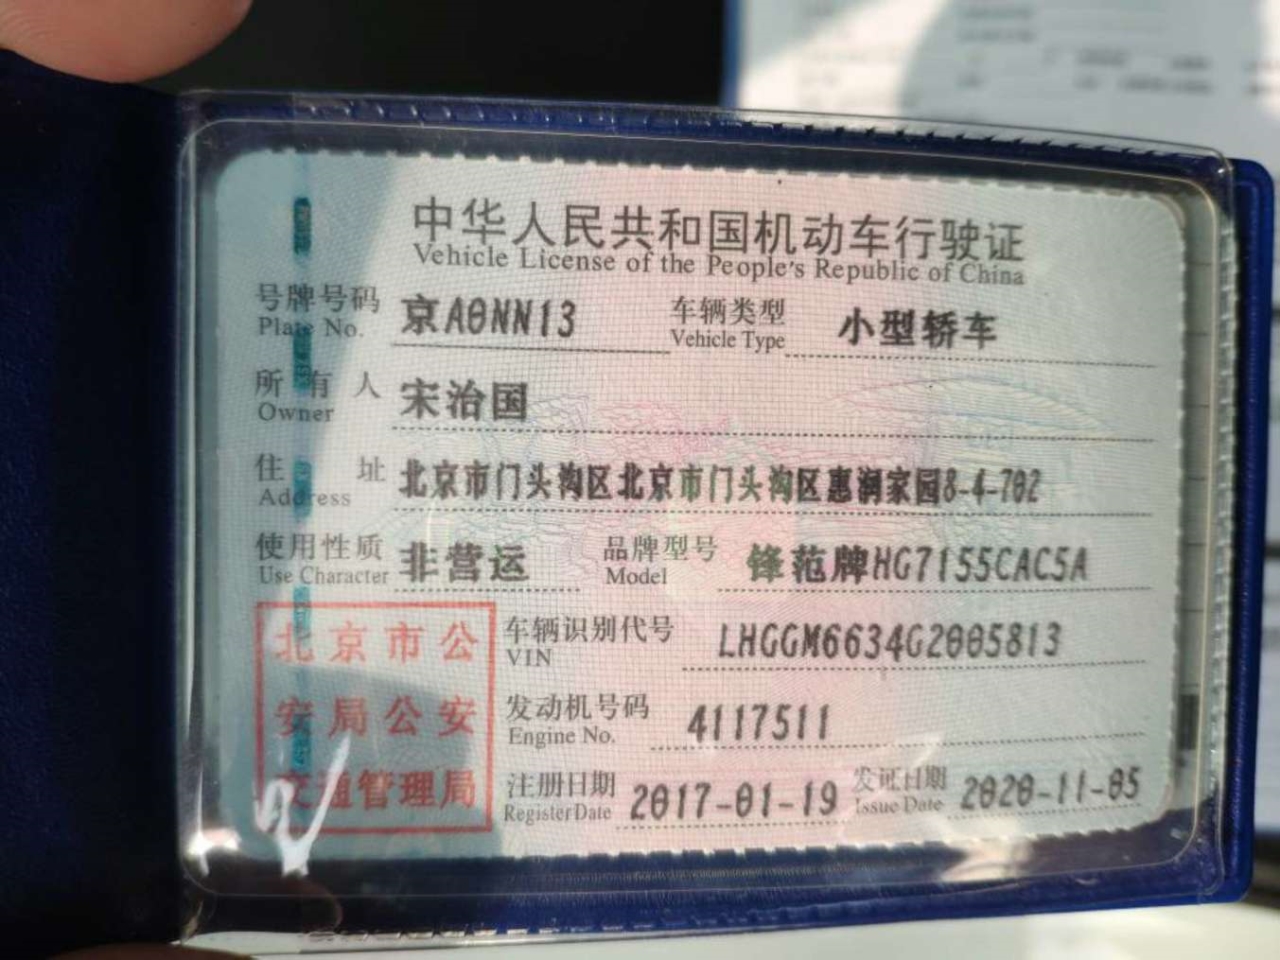 中华人民共和国机动车行驶证
Vehicle License of the People's Republic of China
号牌号码 京A0NN13 车辆类型 小型轿车
Plate No. Vehicle Type
所有人 宋治国
Owner
住址 北京市门头沟区北京市门头沟区惠润家园8-4-702
Address
使用性质 非营运 品牌型号 锋范牌HG7155CAC5A
Use Character Model
北京市公
安局公安
交通管理局
车辆识别代号 LHGGM6634G2005813
VIN
发动机号码 4117511
Engine No.
注册日期 2017-01-19 发证日期 2020-11-05
Register Date Issue Date